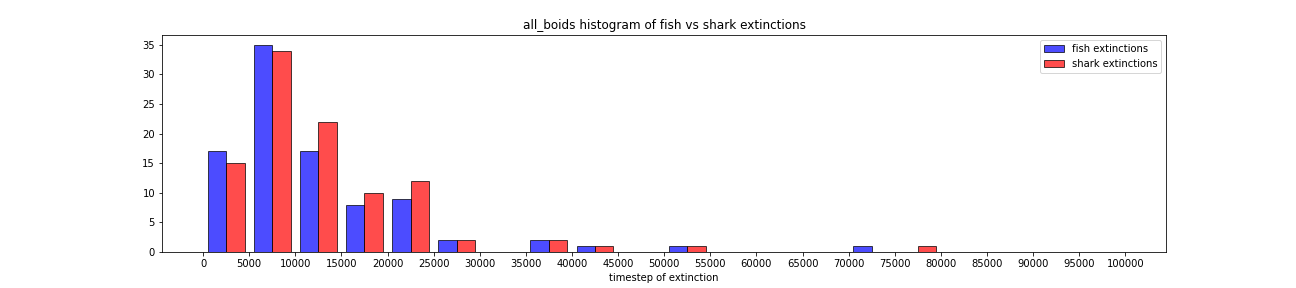 all_boids histogram of fish vs shark extinctions
fish extinctions
shark extinctions
35
30
25
20
15
10
5
0
0 5000 10000 15000 20000 25000 30000 35000 40000 45000 50000 55000 60000 65000 70000 75000 80000 85000 90000 95000 100000
timestep of extinction